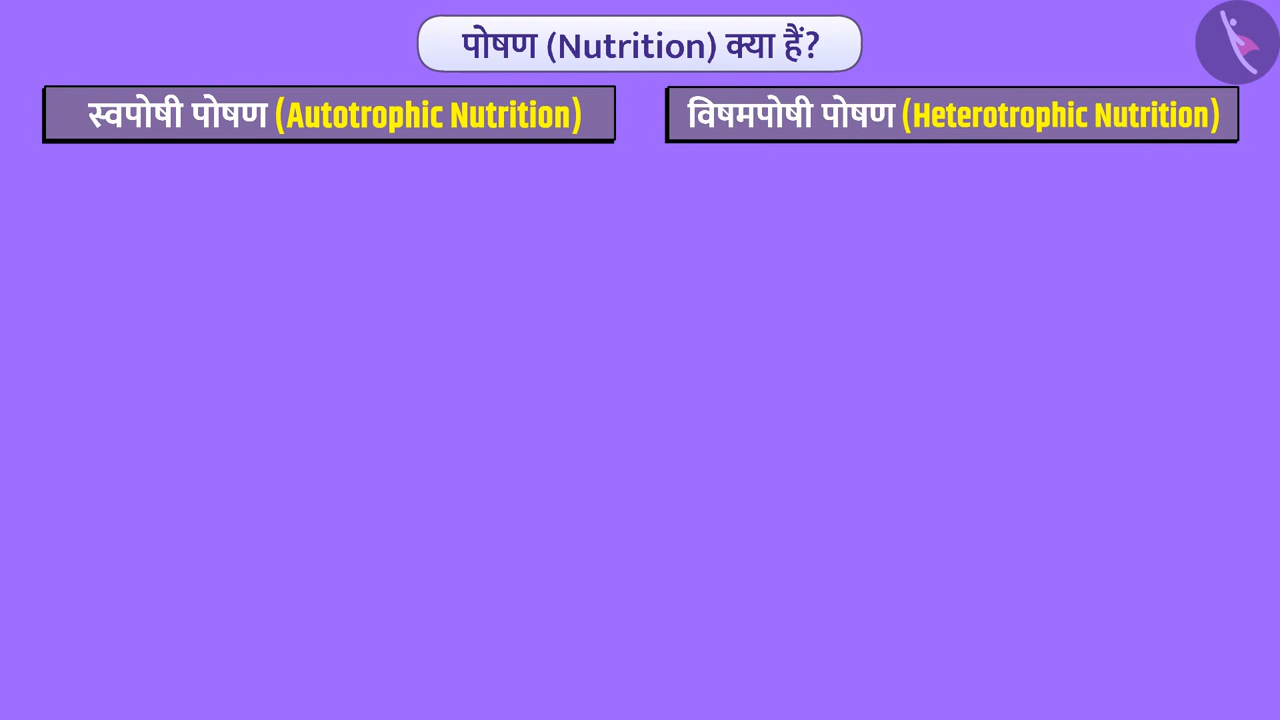 पोषण (Nutrition) क्या हैं?
स्वपोषी पोषण (Autotrophic Nutrition)
विषमपोषी पोषण (Heterotrophic Nutrition)